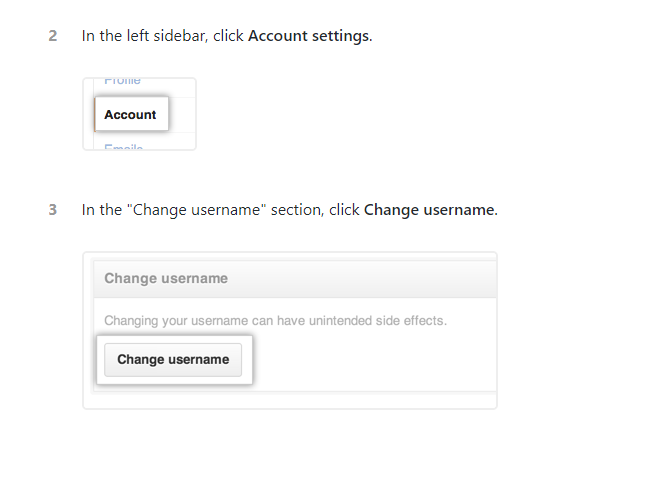 2 In the left sidebar, click Account settings.
Profile
Account
Emails
3 In the "Change username" section, click Change username.
Change username
Changing your username can have unintended side effects.
Change username